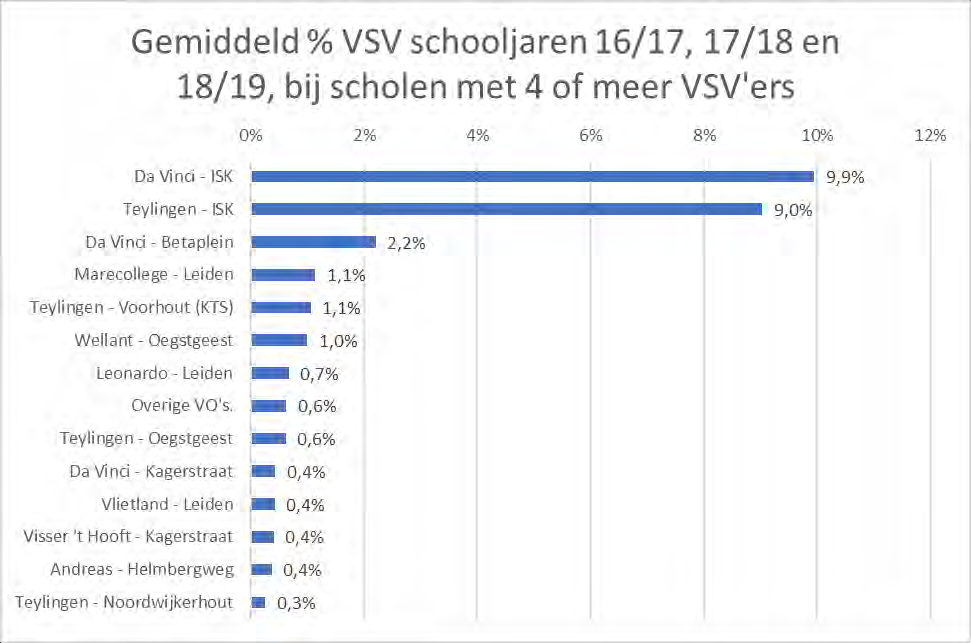 Gemiddeld % VSV schooljaren 16/17, 17/18 en
18/19, bij scholen met 4 of meer VSV'ers
0% 2% 4% 6% 8% 10% 12%
Da Vinci - ISK 9,9%
Teylingen - ISK 9,0%
Da Vinci - Betaplein 2,2%
Marecollege - Leiden 1,1%
Teylingen - Voorhout (KTS) 1,1%
Wellant - Oegstgeest 1,0%
Leonardo - Leiden 0,7%
Overige VO's. 0,6%
Teylingen - Oegstgeest 0,6%
Da Vinci - Kagerstraat 0,4%
Vlietland - Leiden 0,4%
Visser 't Hooft - Kagerstraat 0,4%
Andreas - Helmbergweg 0,4%
Teylingen - Noordwijkerhout 0,3%